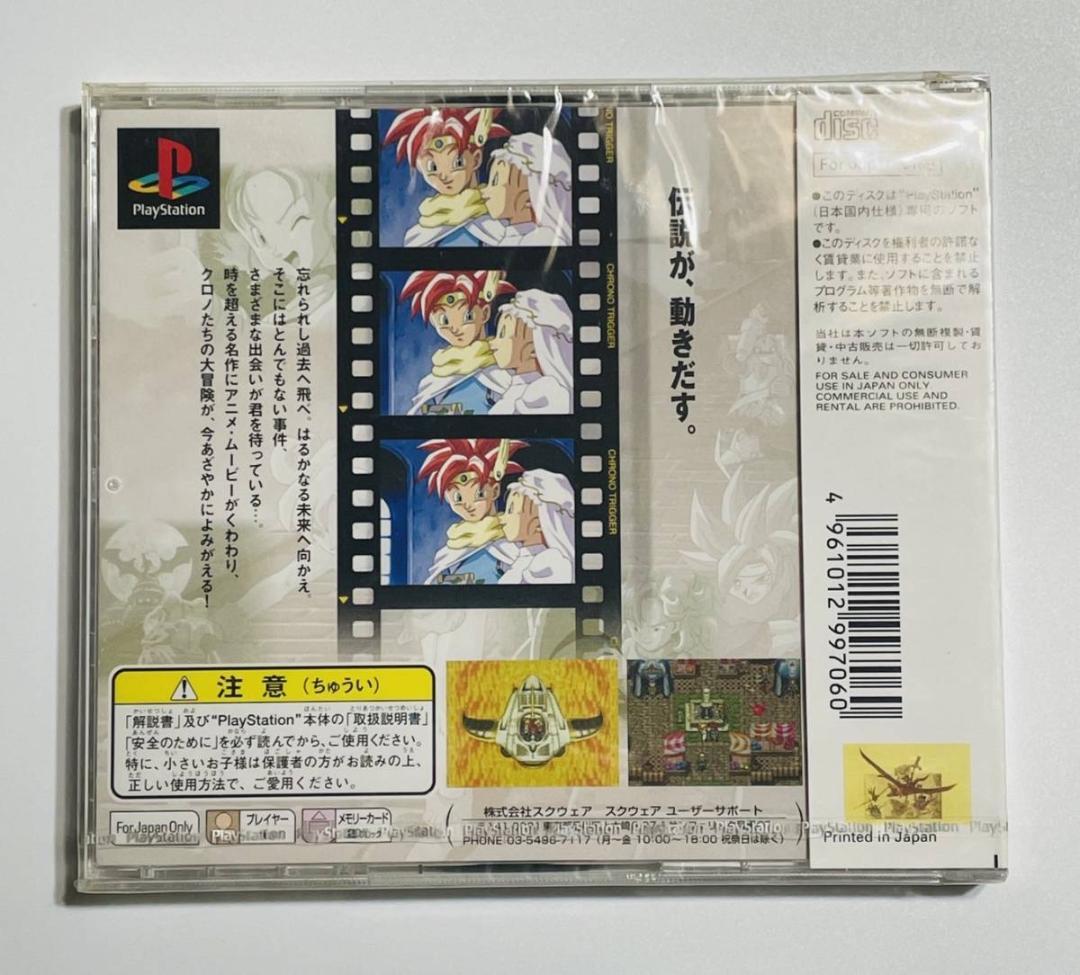 PlayStation
CHRONO TRIGGER
CHRONO TRIGGER
CHRONO TRIGGER
伝説が、動きだす。
忘れられし過去へ飛べ。はるかなる未来へ向かえ。
そこにはとんでもない事件、
さまざまな出会いが君を待っている…
時を超える名作にアニメ・ムービーがくわわり、
クロノたちの大冒険が、今あざやかによみがえる!
注意(ちゅうい)
「解説書」及び“PlayStation”本体の「取扱説明書」
「安全のために」を必ず読んでから、ご使用ください。
特に、小さいお子様は保護者の方がお読みの上、
正しい使用方法で、ご愛用ください。
For Japan Only
プレイヤー
メモリーカード
株式会社スクウェア スクウェア ユーザーサポート
PHONE 03-5496-7117(月〜金 10:00〜18:00 祝祭日は除く)
COMPACT
disc
For Japan Only
●このディスクは“PlayStation”
(日本国内仕様)専用のソフト
です。
●このディスクを権利者の許諾な
く賃貸業に使用することを禁止
します。また、ソフトに含まれる
プログラム等著作物を無断で解
析することを禁止します。
当社は本ソフトの無断複製・賃
貸・中古販売は一切許可してお
りません。
FOR SALE AND CONSUMER
USE IN JAPAN ONLY.
COMMERCIAL USE AND
RENTAL ARE PROHIBITED.
4 961012 997060
Printed in Japan